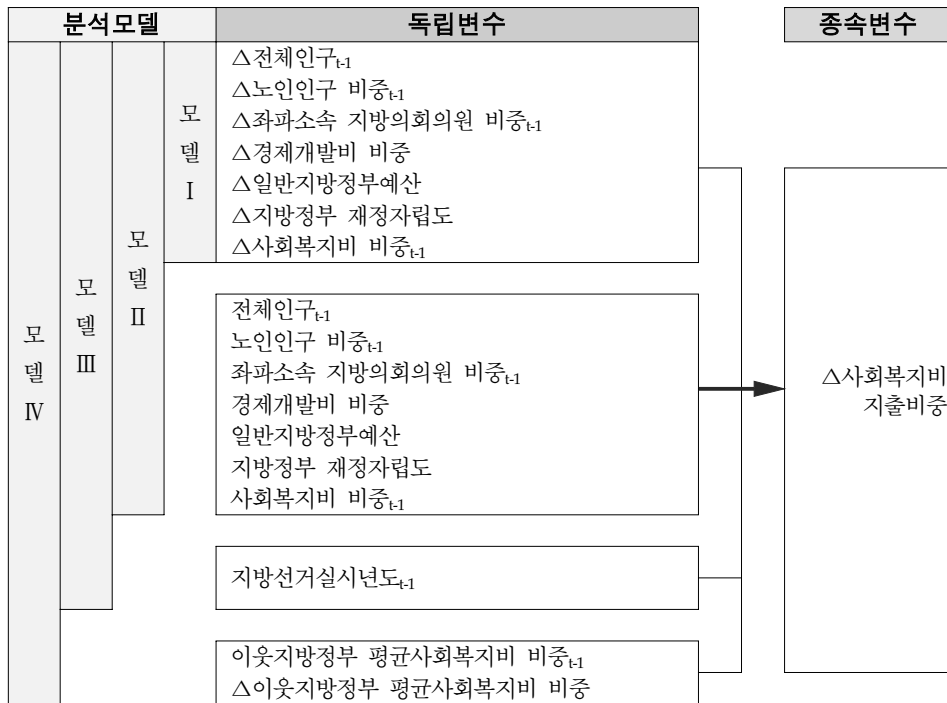 분석모델
독립변수
종속변수
모델 Ⅰ
△전체인구t-1
△노인인구 비중t-1
△좌파소속 지방의회의원 비중t-1
△경제개발비 비중
△일반지방정부예산
△지방정부 재정자립도
△사회복지비 비중t-1
모델 Ⅱ
모델 Ⅲ
모델 Ⅳ
전체인구t-1
노인인구 비중t-1
좌파소속 지방의회의원 비중t-1
경제개발비 비중
일반지방정부예산
지방정부 재정자립도
사회복지비 비중t-1
△사회복지비
지출비중
지방선거실시년도t-1
이웃지방정부 평균사회복지비 비중t-1
△이웃지방정부 평균사회복지비 비중